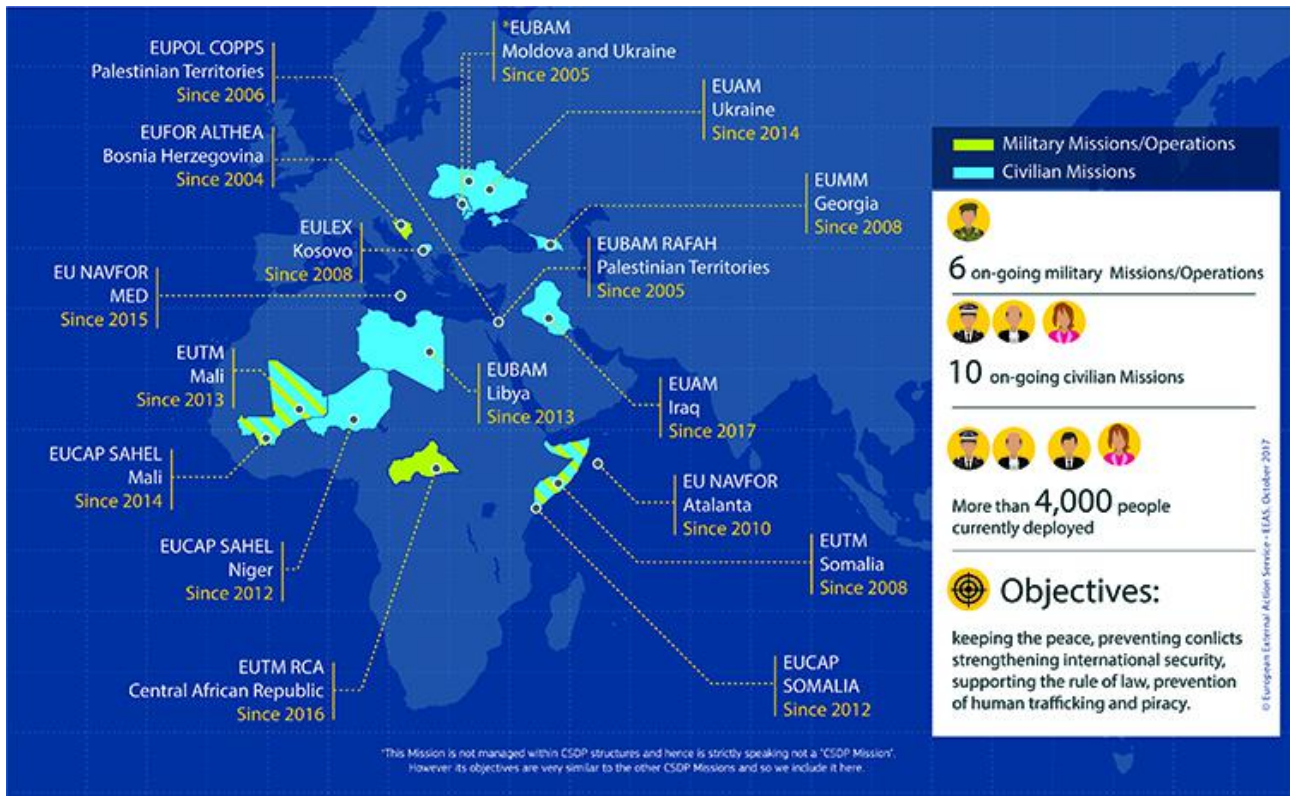 EUPOL COPPS
Palestinian Territories
Since 2006
EUFOR ALTHEA
Bosnia Herzegovina
Since 2004
EULEX
Kosovo
Since 2008
EU NAVFOR
MED
Since 2015
EUTM
Mali
Since 2013
EUCAP SAHEL
Mali
Since 2014
EUCAP SAHEL
Niger
Since 2012
EUTM RCA
Central African Republic
Since 2016
*EUBAM
Moldova and Ukraine
Since 2005
EUAM
Ukraine
Since 2014
EUMM
Georgia
Since 2008
EUBAM RAFAH
Palestinian Territories
Since 2005
EUBAM
Libya
Since 2013
EUAM
Iraq
Since 2017
EU NAVFOR
Atalanta
Since 2010
EUTM
Somalia
Since 2008
EUCAP
SOMALIA
Since 2012
Military Missions/Operations
Civilian Missions
6 on-going military Missions/Operations
10 on-going civilian Missions
More than 4,000 people
currently deployed
Objectives:
keeping the peace, preventing conlicts
strengthening international security,
supporting the rule of law, prevention
of human trafficking and piracy.
© European External Action Service - EEAS, October 2017
*This Mission is not managed within CSDP structures and hence is strictly speaking not a "CSDP Mission".
However its objectives are very similar to the other CSDP Missions and so we include it here.